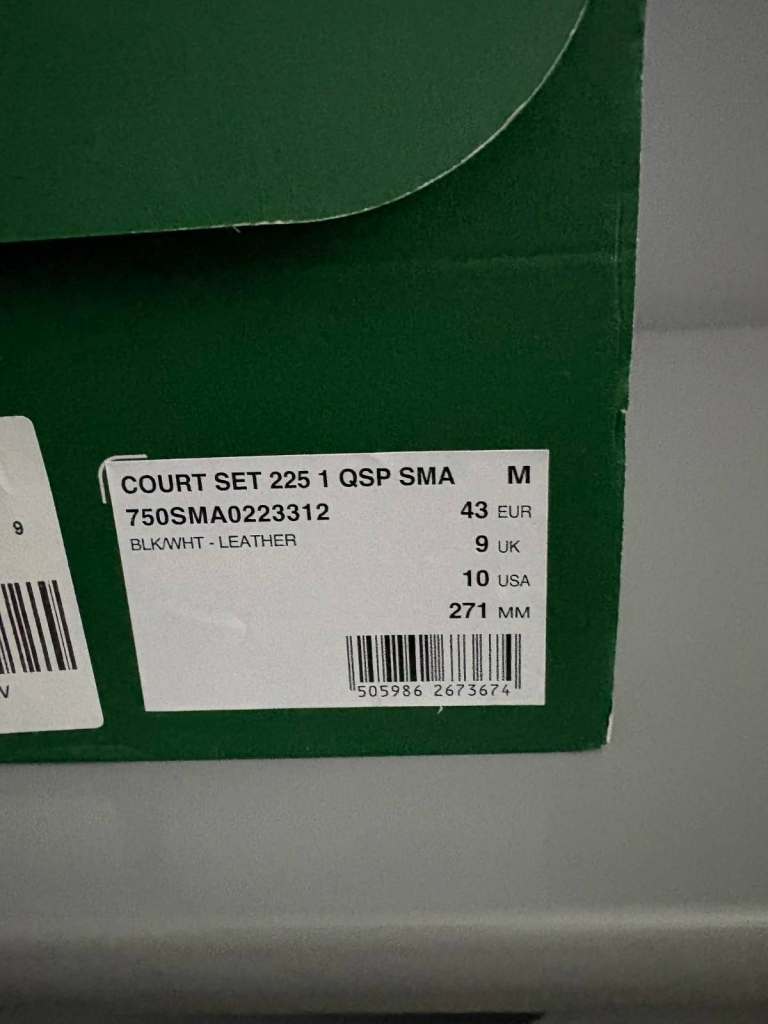 COURT SET 225 1 QSP SMA M
750SMA0223312 43 EUR
BLK/WHT - LEATHER 9 UK
10 USA
271 MM
505986 2673674
9
V